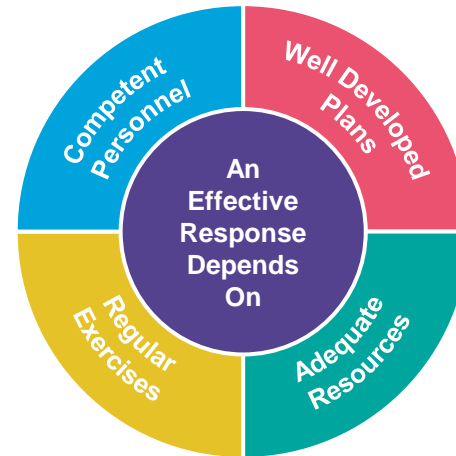 Competent
Personnel
Well Developed
Plans
An
Effective
Response
Depends
On
Regular
Exercises
Adequate
Resources